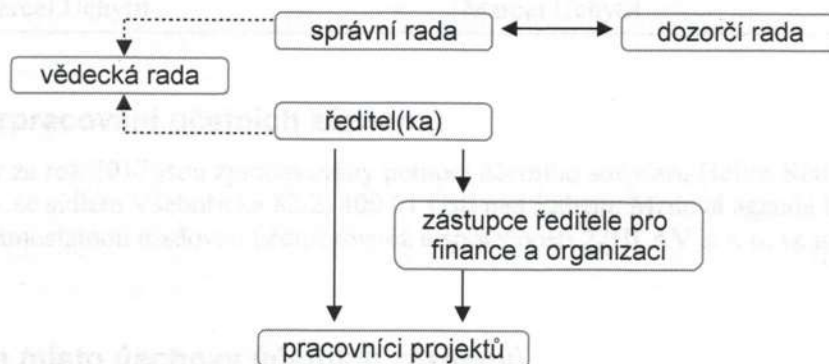 správní rada
dozorčí rada
vědecká rada
ředitel(ka)
zástupce ředitele pro
finance a organizaci
pracovníci projektů